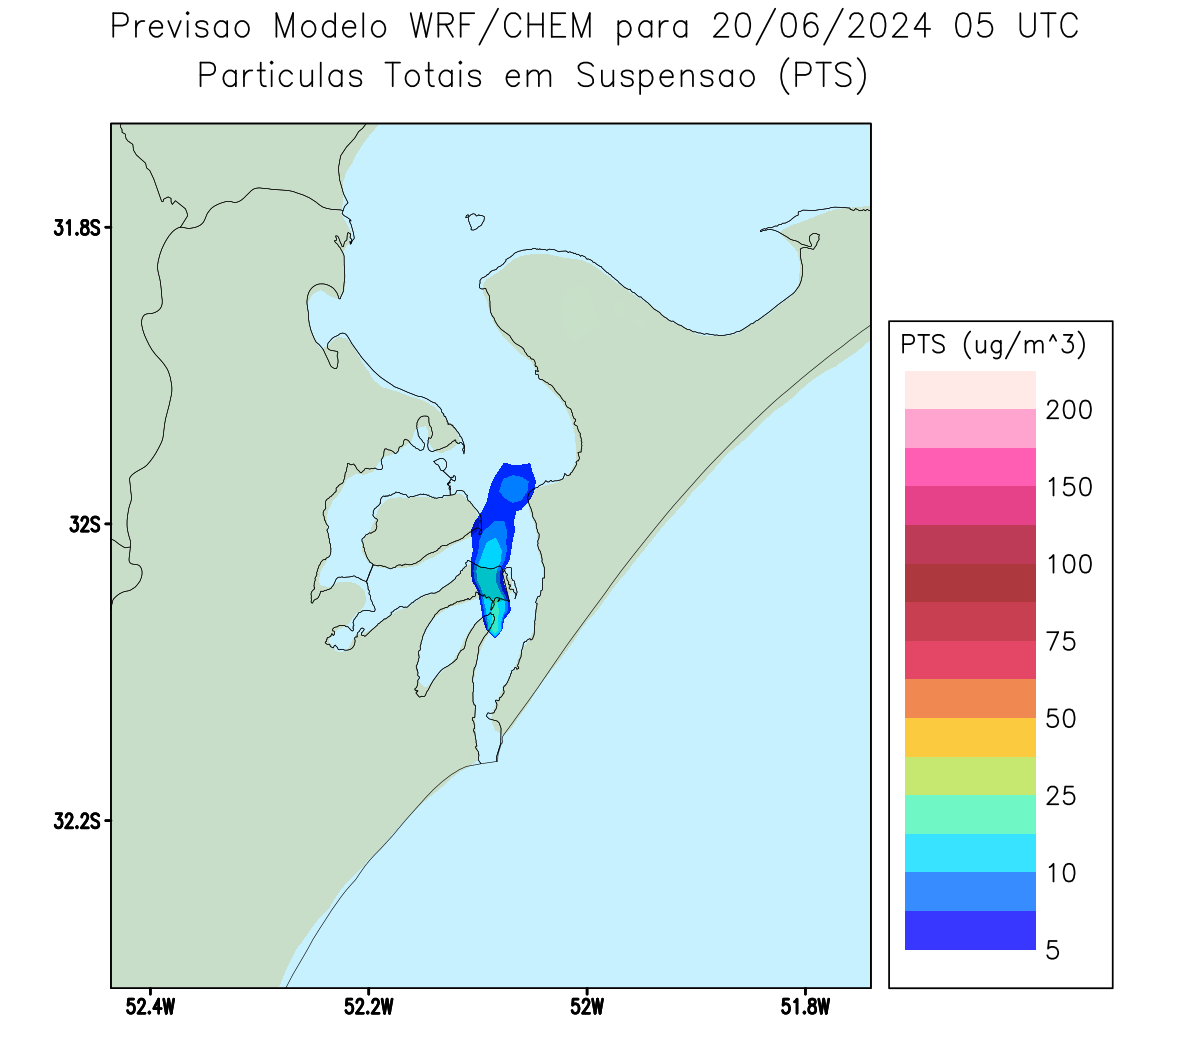 Previsao Modelo WRF/CHEM para 20/06/2024 05 UTC
Particulas Totais em Suspensao (PTS)
31.8S
32S
32.2S
52.4W
52.2W
52W
51.8W
PTS (ug/m^3)
200
150
100
75
50
25
10
5